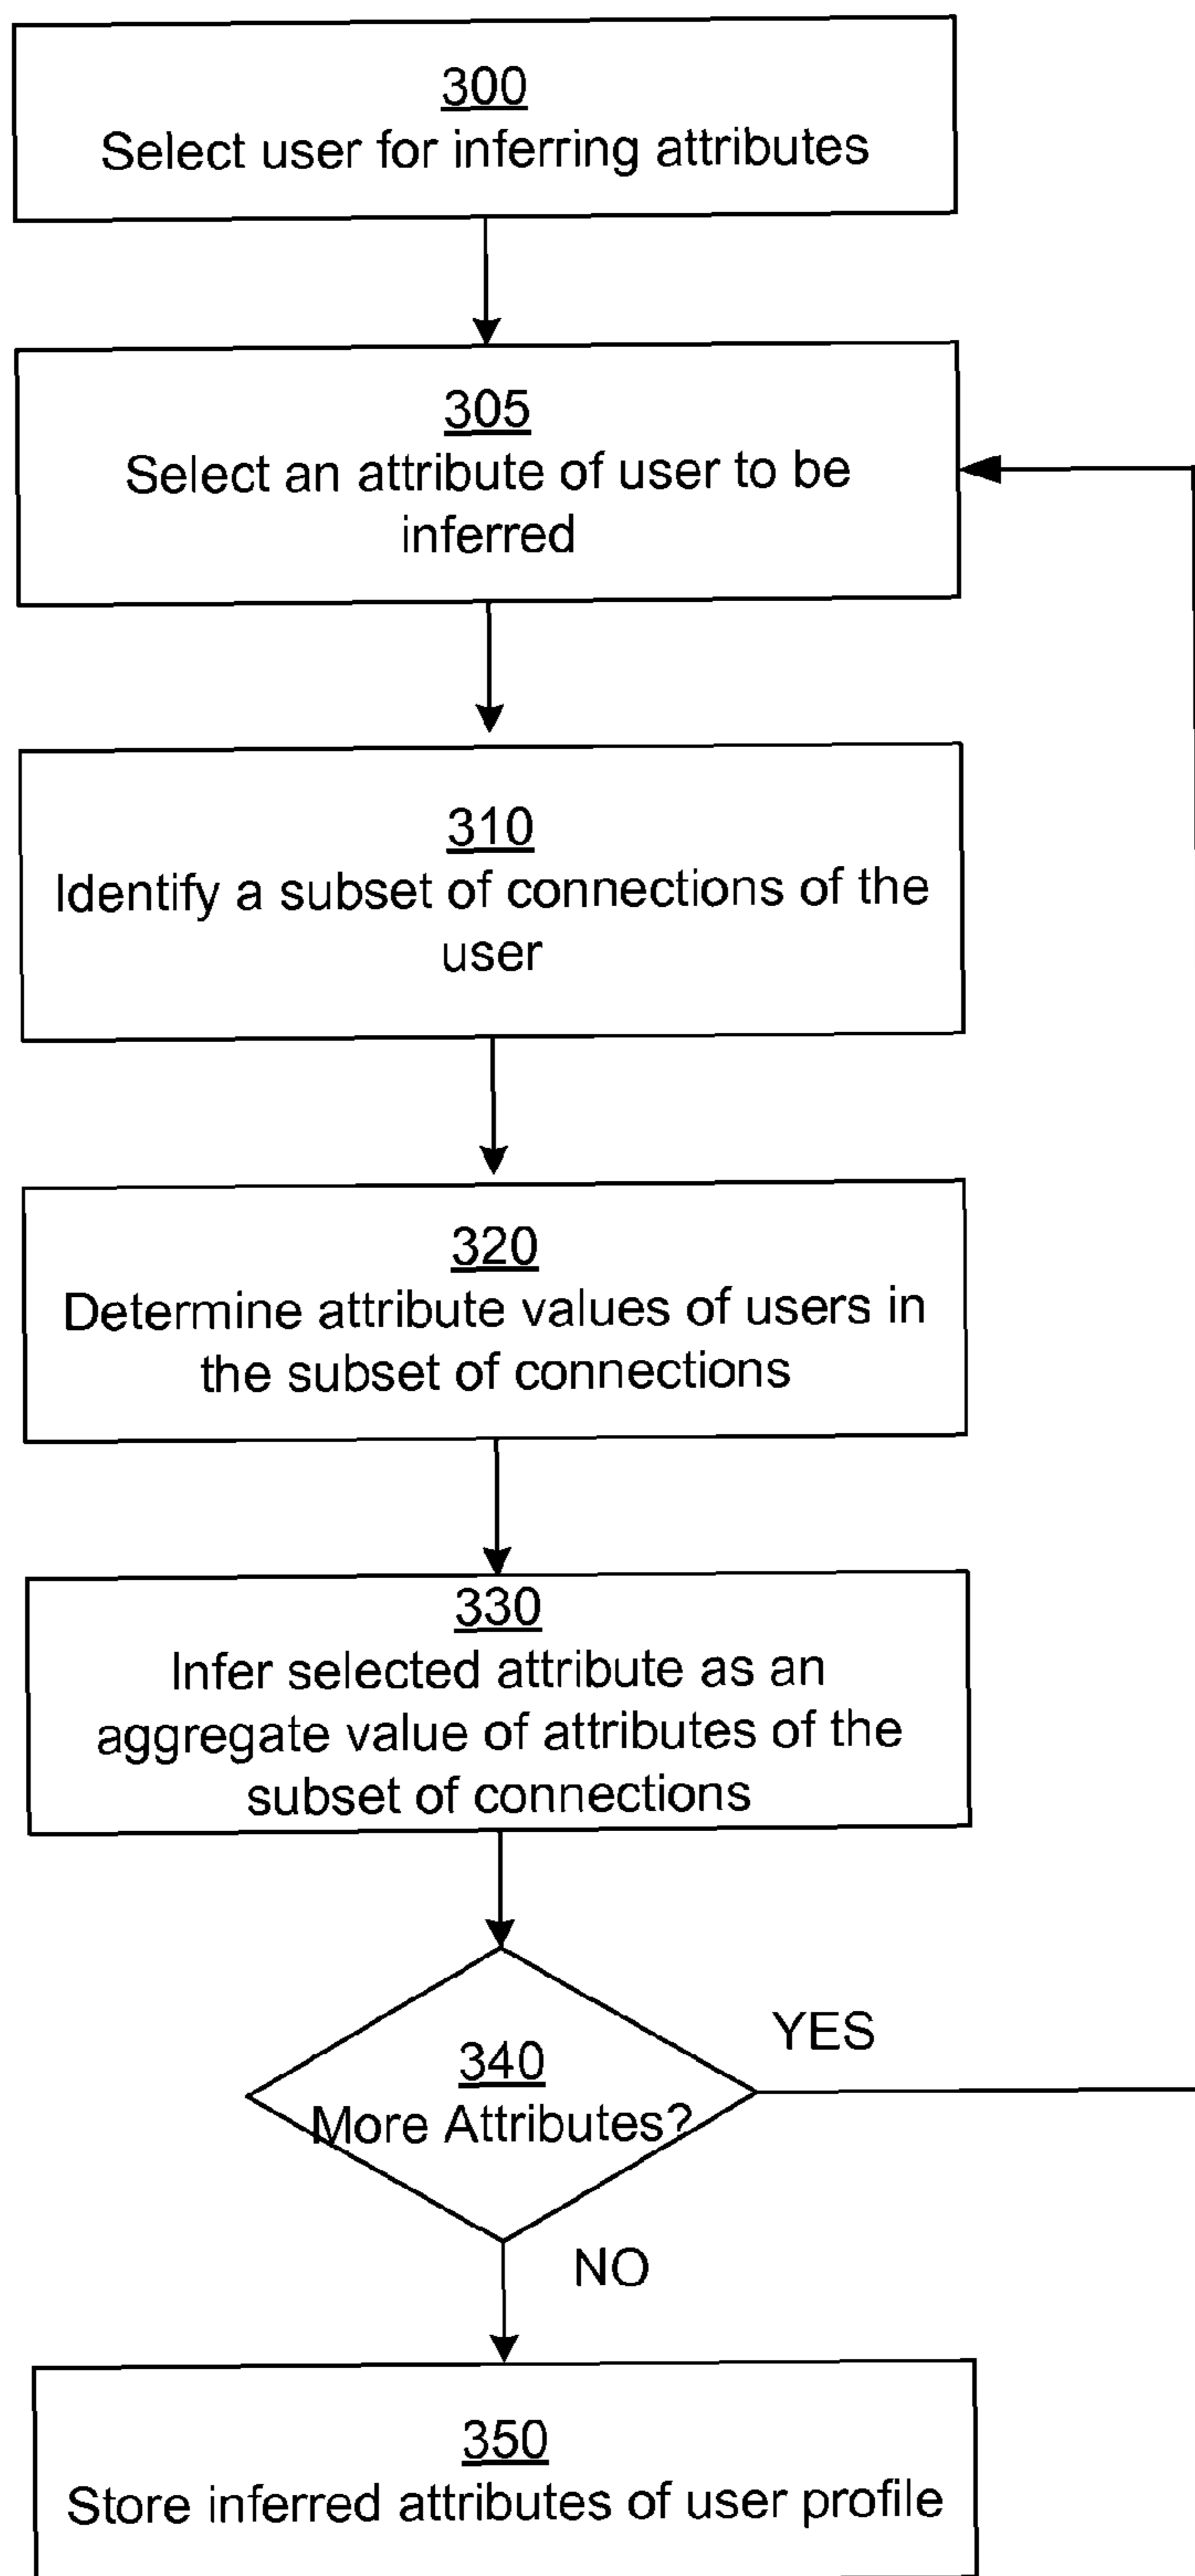 300
Select user for inferring attributes
305
Select an attribute of user to be
inferred
310
Identify a subset of connections of the
user
320
Determine attribute values of users in
the subset of connections
330
Infer selected attribute as an
aggregate value of attributes of the
subset of connections
YES
340
More Attributes?
NO
350
Store inferred attributes of user profile